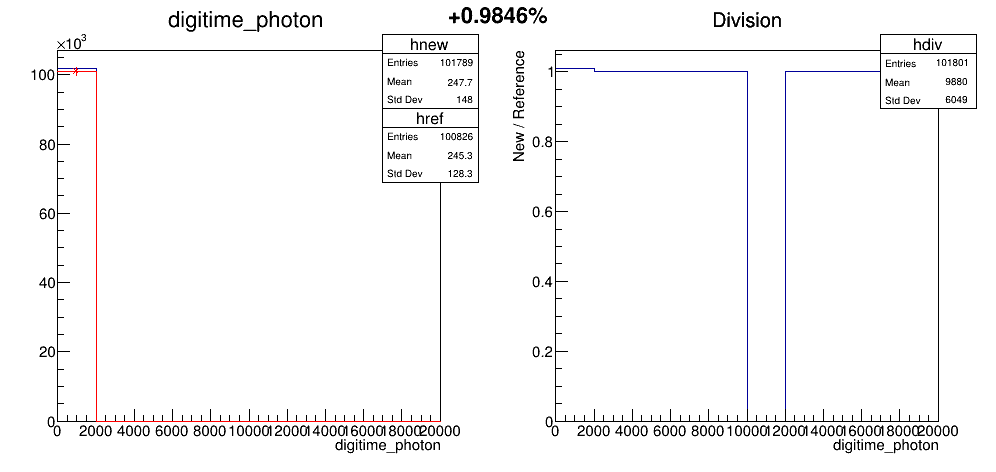 +0.9846%
digitime_photon
×10³
100
80
60
40
20
0
0 2000 4000 6000 8000 10000 12000 14000 16000 18000 20000
digitime_photon
hnew
Entries 101789
Mean 247.7
Std Dev 148
href
Entries 100826
Mean 245.3
Std Dev 128.3
Division
New / Reference
1
0.8
0.6
0.4
0.2
0
0 2000 4000 6000 8000 10000 12000 14000 16000 18000 20000
digitime_photon
hdiv
Entries 101801
Mean 9880
Std Dev 6049